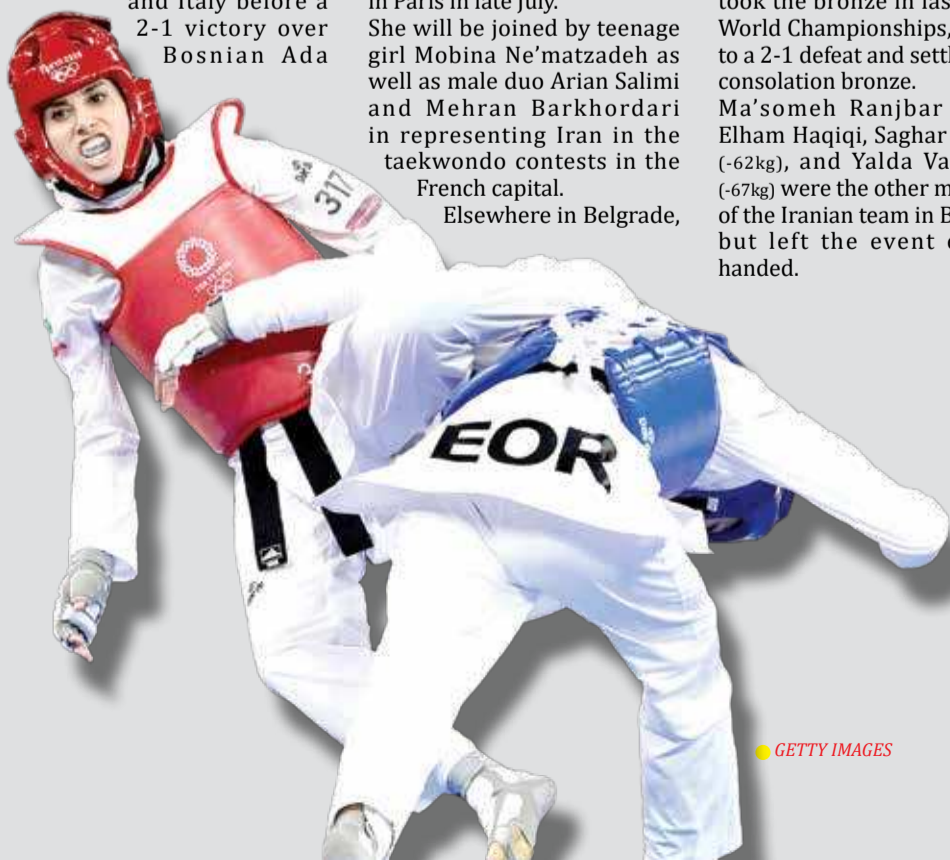 and Italy before a
2-1 victory over
Bosnian Ada
in Paris in late July.
She will be joined by teenage
girl Mobina Ne’matzadeh as
well as male duo Arian Salimi
and Mehran Barkhordari
in representing Iran in the
taekwondo contests in the
French capital.
Elsewhere in Belgrade,
took the bronze in
World Championships,
to a 2-1 defeat and
consolation bronze.
Ma’someh Ranjbar
Elham Haqiqi, Saghar
(-62kg), and Yalda
(-67kg) were the other
of the Iranian team in
but left the event
handed.
TOKYO 2020
317
EOR
GETTY IMAGES